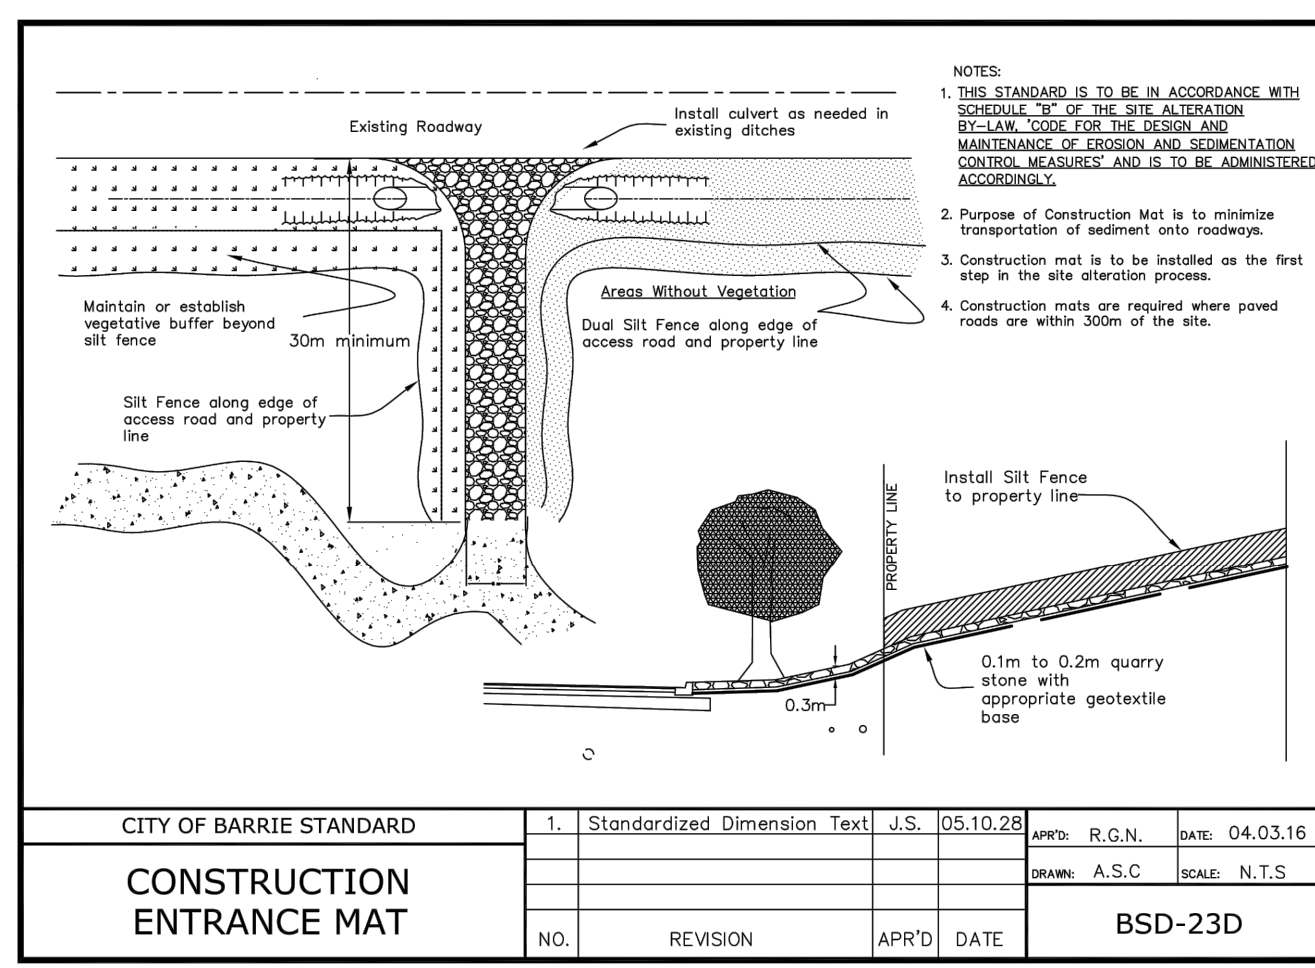 NOTES:
1. THIS STANDARD IS TO BE IN ACCORDANCE WITH
SCHEDULE "B" OF THE SITE ALTERATION
BY-LAW, 'CODE FOR THE DESIGN AND
MAINTENANCE OF EROSION AND SEDIMENTATION
CONTROL MEASURES' AND IS TO BE ADMINISTERED
ACCORDINGLY.
2. Purpose of Construction Mat is to minimize
transportation of sediment onto roadways.
3. Construction mat is to be installed as the first
step in the site alteration process.
4. Construction mats are required where paved
roads are within 300m of the site.
Existing Roadway
Install culvert as needed in
existing ditches
Maintain or establish
vegetative buffer beyond
silt fence
30m minimum
Areas Without Vegetation
Dual Silt Fence along edge of
access road and property line
Silt Fence along edge of
access road and property
line
PROPERTY LINE
Install Silt Fence
to property line
0.1m to 0.2m quarry
stone with
appropriate geotextile
base
0.3m
CITY OF BARRIE STANDARD
CONSTRUCTION
ENTRANCE MAT
1. Standardized Dimension Text J.S. 05.10.28
NO. REVISION APR'D DATE
APR'D: R.G.N. DATE: 04.03.16
DRAWN: A.S.C SCALE: N.T.S
BSD-23D